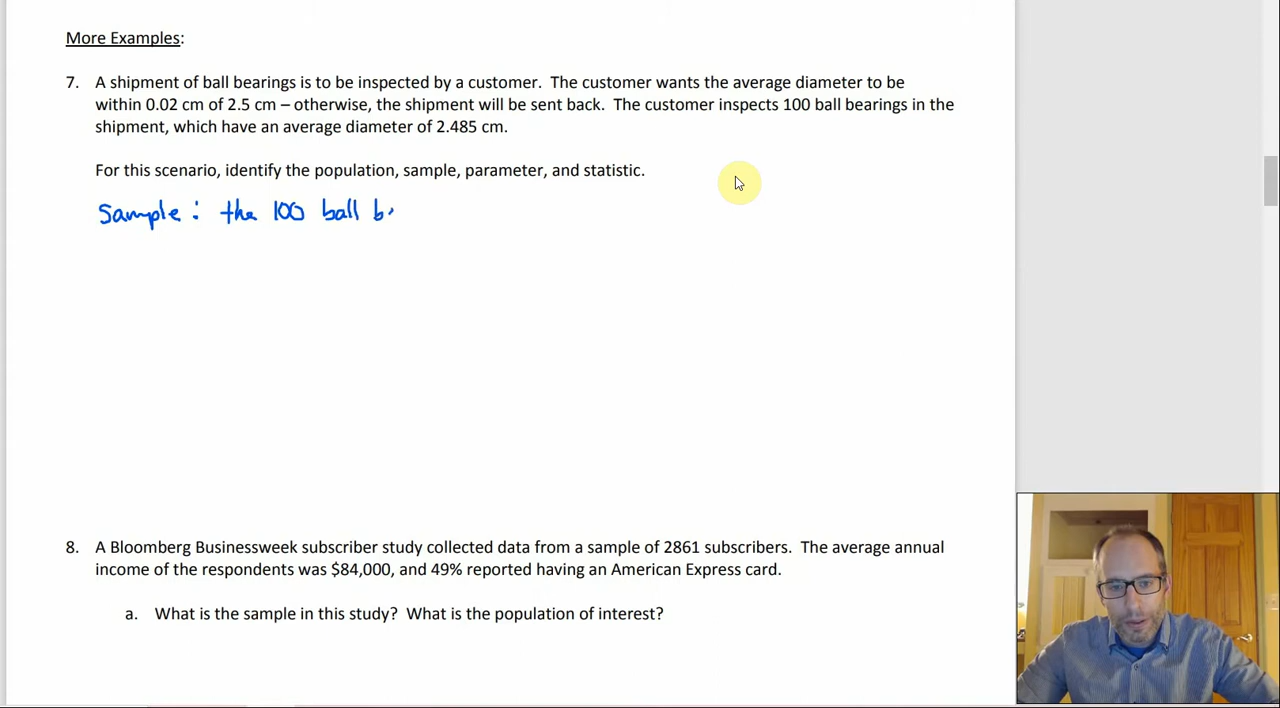 More Examples:
7. A shipment of ball bearings is to be inspected by a customer. The customer wants the average diameter to be
within 0.02 cm of 2.5 cm – otherwise, the shipment will be sent back. The customer inspects 100 ball bearings in the
shipment, which have an average diameter of 2.485 cm.
For this scenario, identify the population, sample, parameter, and statistic.
Sample: the 100 ball
8. A Bloomberg Businessweek subscriber study collected data from a sample of 2861 subscribers. The average annual
income of the respondents was $84,000, and 49% reported having an American Express card.
a. What is the sample in this study? What is the population of interest?